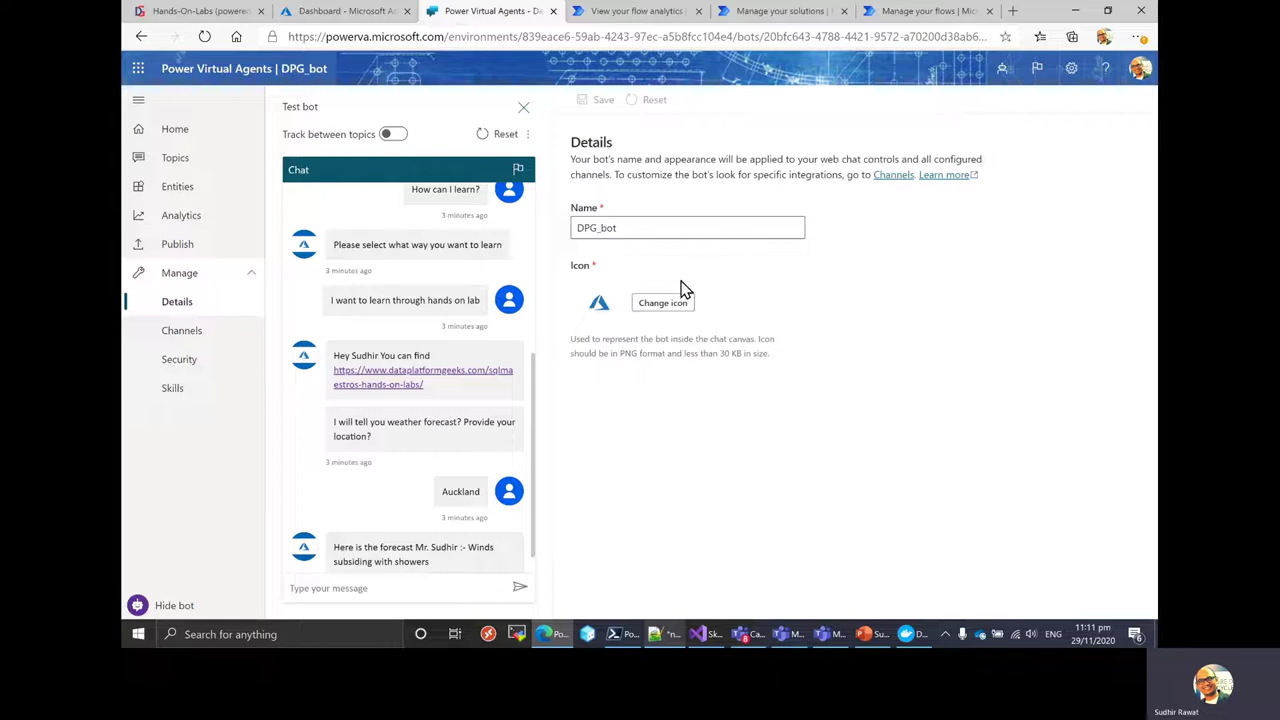 Hands-On-Labs (powered
Dashboard - Microsoft A
Power Virtual Agents - De
View your flow analytics
Manage your solutions
Manage your flows | Mic
https://powerva.microsoft.com/environments/839eace6-59ab-4243-97ec-a5b8fcc104e4/bots/20bfc643-4788-4421-9572-a70200d38ab6...
Power Virtual Agents | DPG_bot
Home
Topics
Entities
Analytics
Publish
Manage
Details
Channels
Security
Skills
Hide bot
Test bot
Track between topics
Reset
Chat
How can I learn?
3 minutes ago
Please select what way you want to learn
3 minutes ago
I want to learn through hands on lab
3 minutes ago
Hey Sudhir You can find
https://www.dataplatformgeeks.com/sqlma
estros-hands-on-labs/
I will tell you weather forecast? Provide your
location?
3 minutes ago
Auckland
3 minutes ago
Here is the forecast Mr. Sudhir :- Winds
subsiding with showers
Type your message
Save
Reset
Details
Your bot's name and appearance will be applied to your web chat controls and all configured
channels. To customize the bot's look for specific integrations, go to Channels. Learn more
Name *
DPG_bot
Icon *
Change icon
Used to represent the bot inside the chat canvas. Icon
should be in PNG format and less than 30 KB in size.
Search for anything
Po...
Po...
"n...
Sk...
Ca...
M...
M...
Su...
D...
ENG
11:11 pm
29/11/2020
6
8
Sudhir Rawat